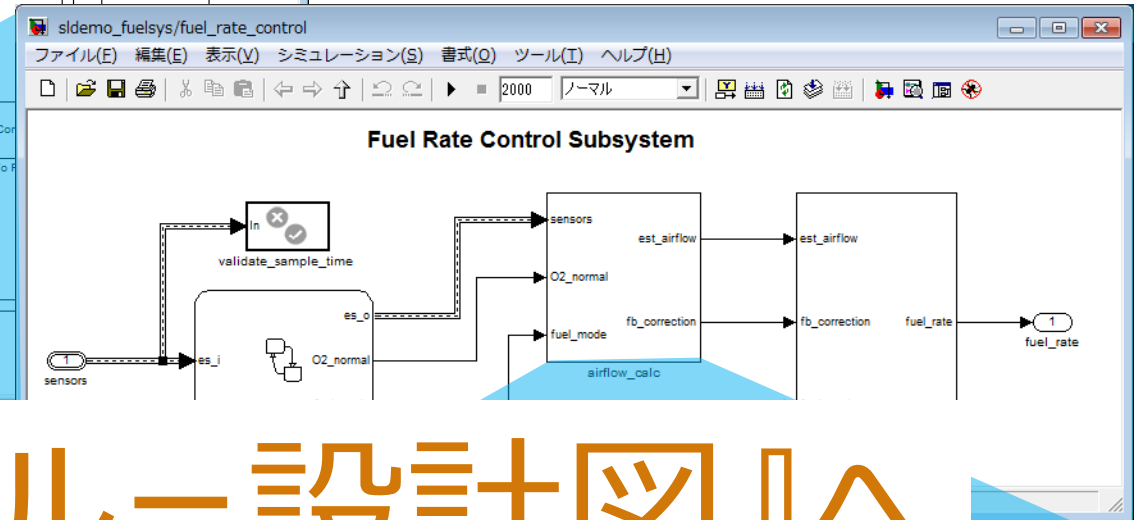 sldemo_fuelsys/fuel_rate_control
ファイル(F) 編集(E) 表示(V) シミュレーション(S) 書式(O) ツール(T) ヘルプ(H)
2000 ノーマル
Fuel Rate Control Subsystem
In
validate_sample_time
sensors
est_airflow
est_airflow
O2_normal
es_o
fuel_mode
fb_correction
fb_correction
fuel_rate
1
fuel_rate
1
sensors
es_i
O2_normal
airflow_calc
ル＝設計図』へ